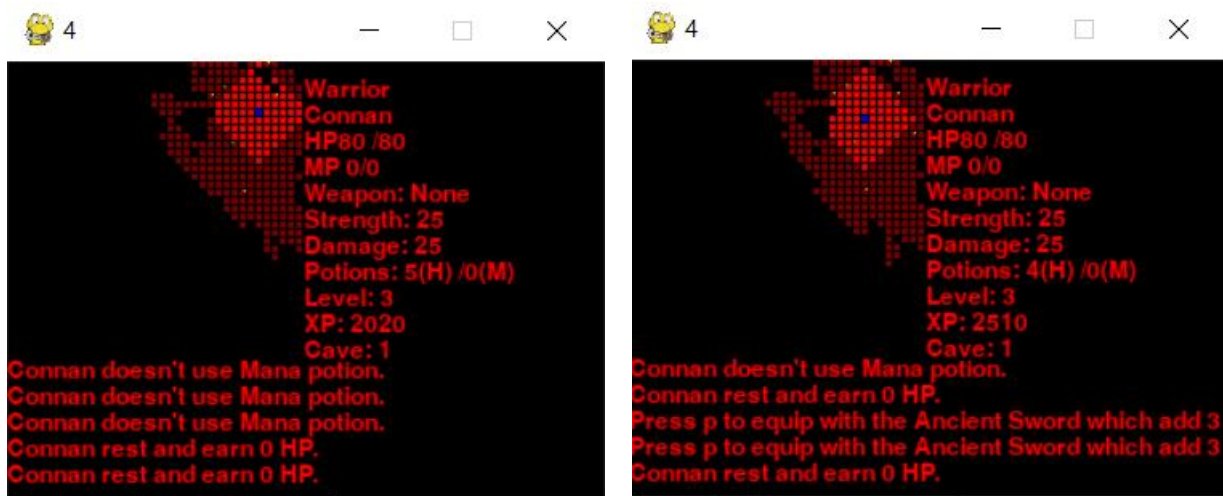 4
Warrior
Connan
HP80 /80
MP 0/0
Weapon: None
Strength: 25
Damage: 25
Potions: 5(H) /0(M)
Level: 3
XP: 2020
Cave: 1
Connan doesn't use Mana potion.
Connan doesn't use Mana potion.
Connan doesn't use Mana potion.
Connan rest and earn 0 HP.
Connan rest and earn 0 HP.
4
Warrior
Connan
HP80 /80
MP 0/0
Weapon: None
Strength: 25
Damage: 25
Potions: 4(H) /0(M)
Level: 3
XP: 2510
Cave: 1
Connan doesn't use Mana potion.
Connan rest and earn 0 HP.
Press p to equip with the Ancient Sword which add 3
Press p to equip with the Ancient Sword which add 3
Connan rest and earn 0 HP.